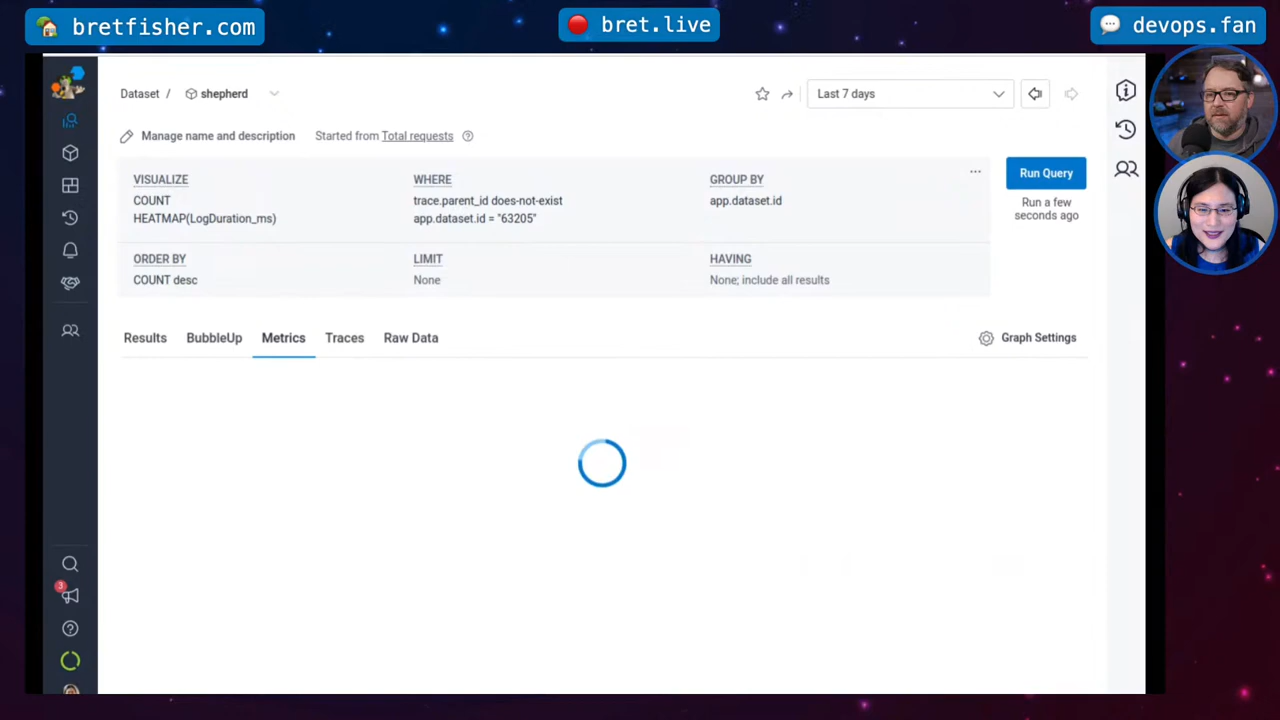 bretfisher.com
bret.live
devops.fan
Dataset / shepherd
Last 7 days
Manage name and description
Started from Total requests
VISUALIZE
COUNT
HEATMAP(LogDuration_ms)
WHERE
trace.parent_id does-not-exist
app.dataset.id = "63205"
GROUP BY
app.dataset.id
Run Query
Run a few
seconds ago
ORDER BY
COUNT desc
LIMIT
None
HAVING
None; include all results
Results
BubbleUp
Metrics
Traces
Raw Data
Graph Settings
3